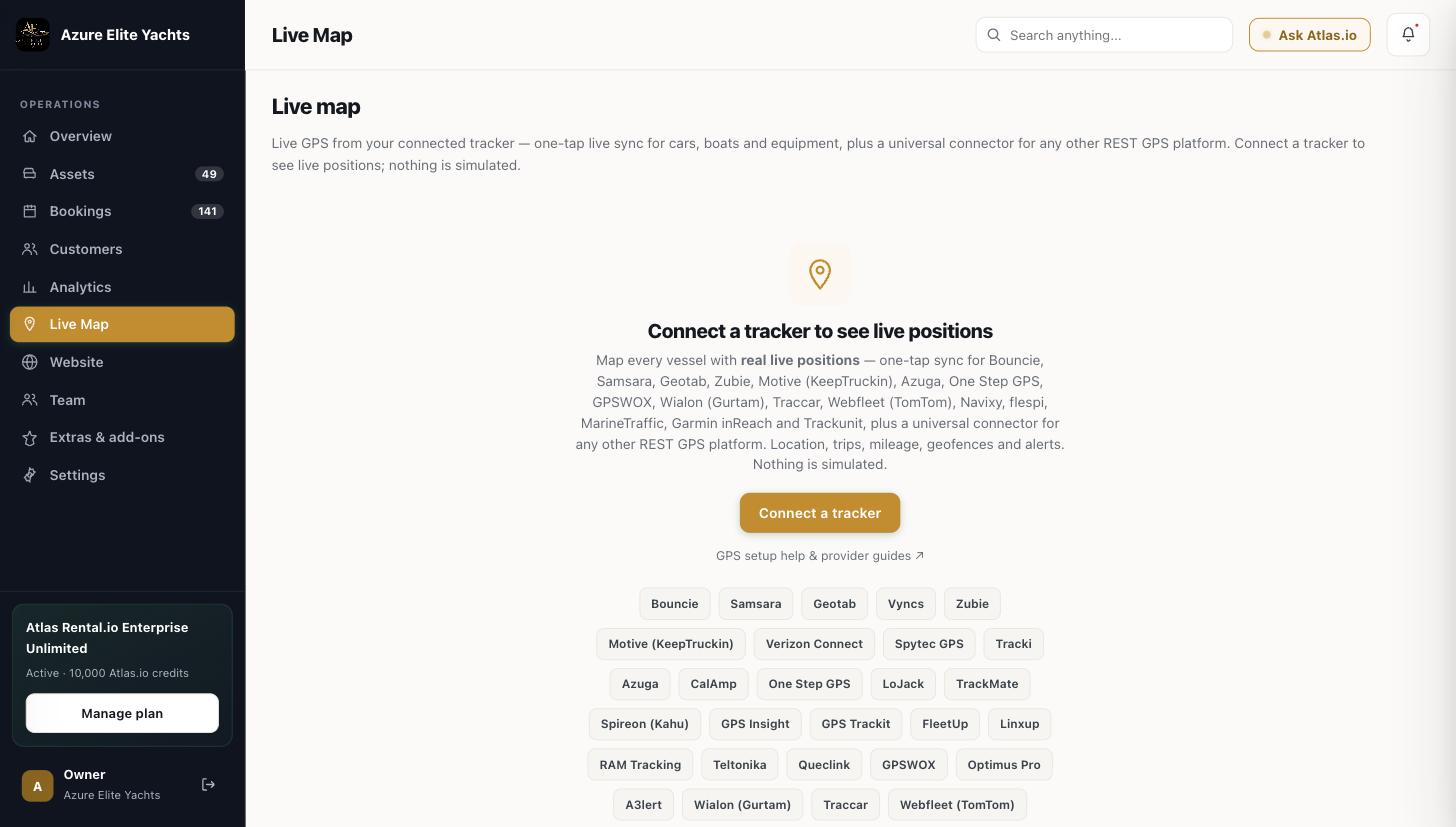 Azure Elite Yachts
Live Map
Search anything...
Ask Atlas.io
OPERATIONS
Overview
Assets
49
Bookings
141
Customers
Analytics
Live Map
Website
Team
Extras & add-ons
Settings
Atlas Rental.io Enterprise
Unlimited
Active · 10,000 Atlas.io credits
Manage plan
A
Owner
Azure Elite Yachts
Live map
Live GPS from your connected tracker — one-tap live sync for cars, boats and equipment, plus a universal connector for any other REST GPS platform. Connect a tracker to
see live positions; nothing is simulated.
Connect a tracker to see live positions
Map every vessel with real live positions — one-tap sync for Bouncie,
Samsara, Geotab, Zubie, Motive (KeepTruckin), Azuga, One Step GPS,
GPSWOX, Wialon (Gurtam), Traccar, Webfleet (TomTom), Navixy, flespi,
MarineTraffic, Garmin inReach and Trackunit, plus a universal connector for
any other REST GPS platform. Location, trips, mileage, geofences and alerts.
Nothing is simulated.
Connect a tracker
GPS setup help & provider guides ↗
Bouncie Samsara Geotab Vyncs Zubie
Motive (KeepTruckin) Verizon Connect Spytec GPS Tracki
Azuga CalAmp One Step GPS LoJack TrackMate
Spireon (Kahu) GPS Insight GPS Trackit FleetUp Linxup
RAM Tracking Teltonika Queclink GPSWOX Optimus Pro
A3lert Wialon (Gurtam) Traccar Webfleet (TomTom)